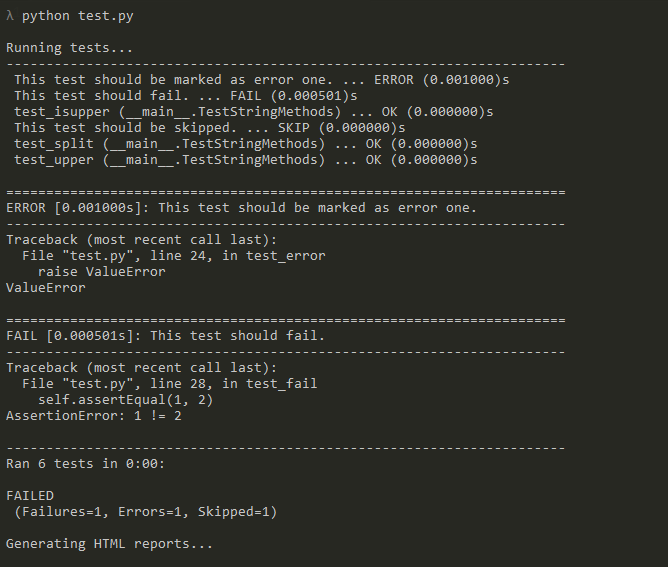 λ python test.py
Running tests...
----------------------------------------------------------------------
This test should be marked as error one. ... ERROR (0.001000)s
This test should fail. ... FAIL (0.000501)s
test_isupper (__main__.TestStringMethods) ... OK (0.000000)s
This test should be skipped. ... SKIP (0.000000)s
test_split (__main__.TestStringMethods) ... OK (0.000000)s
test_upper (__main__.TestStringMethods) ... OK (0.000000)s
======================================================================
ERROR [0.001000s]: This test should be marked as error one.
----------------------------------------------------------------------
Traceback (most recent call last):
  File "test.py", line 24, in test_error
    raise ValueError
ValueError
======================================================================
FAIL [0.000501s]: This test should fail.
----------------------------------------------------------------------
Traceback (most recent call last):
  File "test.py", line 28, in test_fail
    self.assertEqual(1, 2)
AssertionError: 1 != 2
----------------------------------------------------------------------
Ran 6 tests in 0:00:
FAILED
 (Failures=1, Errors=1, Skipped=1)
Generating HTML reports...